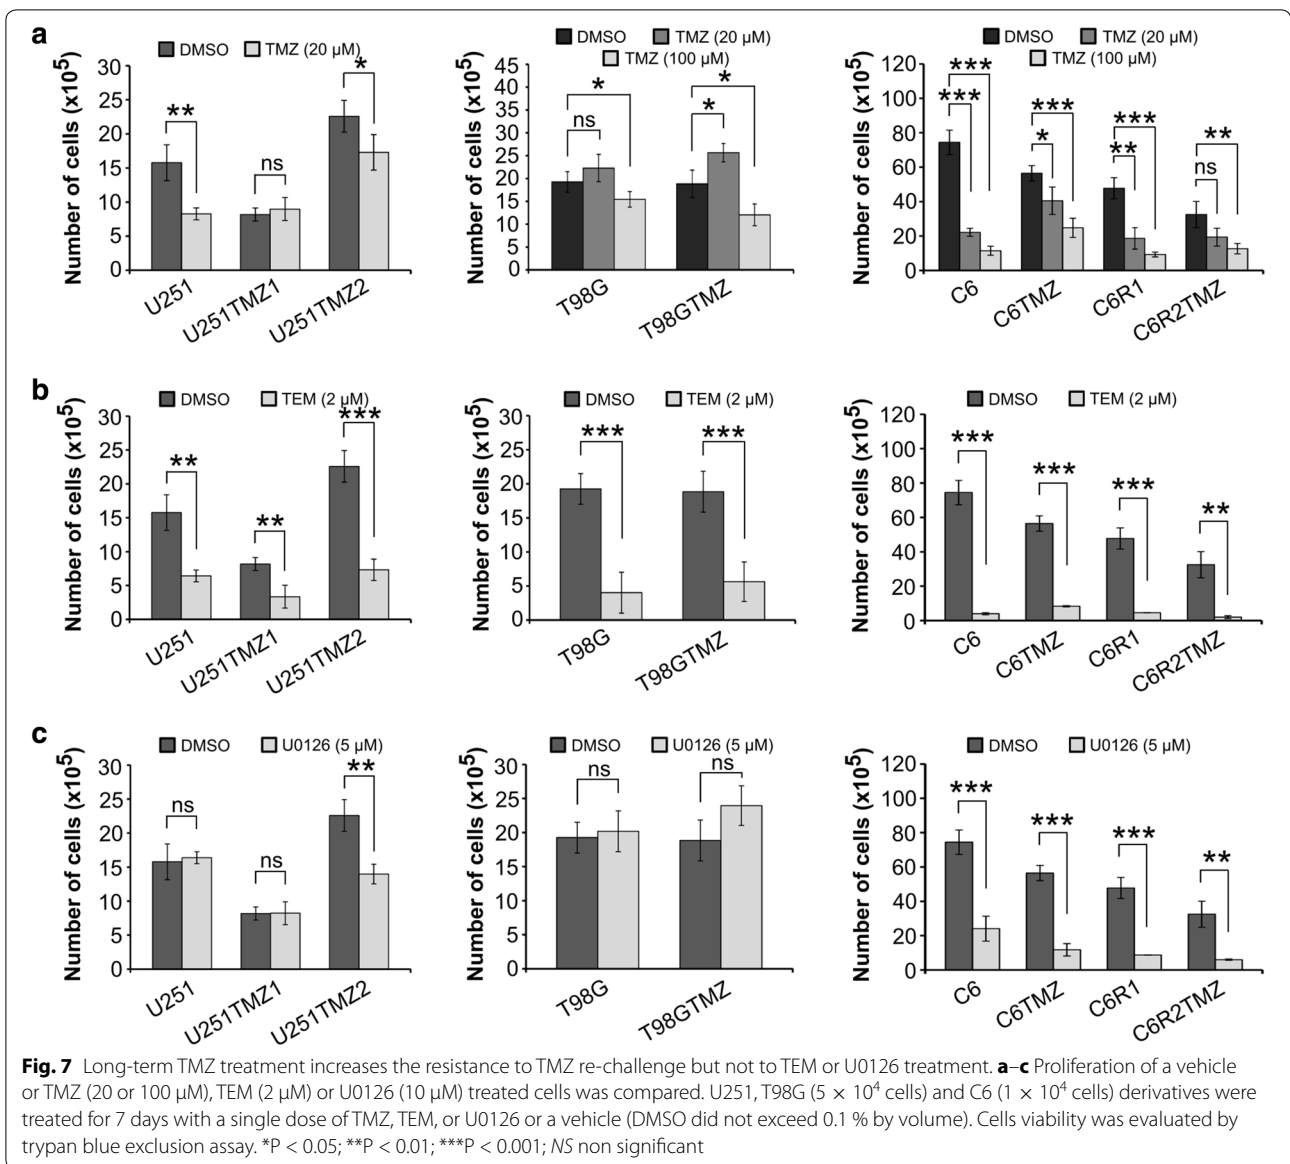 a
DMSO TMZ (20 µM)
Number of cells (x10⁵)
30
25
20
15
10
5
0
** ns *
U251 U251TMZ1 U251TMZ2
DMSO TMZ (20 µM)
TMZ (100 µM)
Number of cells (x10⁵)
45
40
35
30
25
20
15
10
5
0
ns * * *
T98G T98GTMZ
DMSO TMZ (20 µM)
TMZ (100 µM)
Number of cells (x10⁵)
120
100
80
60
40
20
0
*** *** * *** ** *** ns **
C6 C6TMZ C6R1 C6R2TMZ
b
DMSO TEM (2 µM)
Number of cells (x10⁵)
30
25
20
15
10
5
0
** ** ***
U251 U251TMZ1 U251TMZ2
DMSO TEM (2 µM)
Number of cells (x10⁵)
30
25
20
15
10
5
0
*** ***
T98G T98GTMZ
DMSO TEM (2 µM)
Number of cells (x10⁵)
120
100
80
60
40
20
0
*** *** *** **
C6 C6TMZ C6R1 C6R2TMZ
c
DMSO U0126 (5 µM)
Number of cells (x10⁵)
30
25
20
15
10
5
0
ns ns **
U251 U251TMZ1 U251TMZ2
DMSO U0126 (5 µM)
Number of cells (x10⁵)
30
25
20
15
10
5
0
ns ns
T98G T98GTMZ
DMSO U0126 (5 µM)
Number of cells (x10⁵)
120
100
80
60
40
20
0
*** *** *** **
C6 C6TMZ C6R1 C6R2TMZ
Fig. 7 Long-term TMZ treatment increases the resistance to TMZ re-challenge but not to TEM or U0126 treatment. a–c Proliferation of a vehicle
or TMZ (20 or 100 µM), TEM (2 µM) or U0126 (10 µM) treated cells was compared. U251, T98G (5 × 10⁴ cells) and C6 (1 × 10⁴ cells) derivatives were
treated for 7 days with a single dose of TMZ, TEM, or U0126 or a vehicle (DMSO did not exceed 0.1 % by volume). Cells viability was evaluated by
trypan blue exclusion assay. *P < 0.05; **P < 0.01; ***P < 0.001; NS non significant